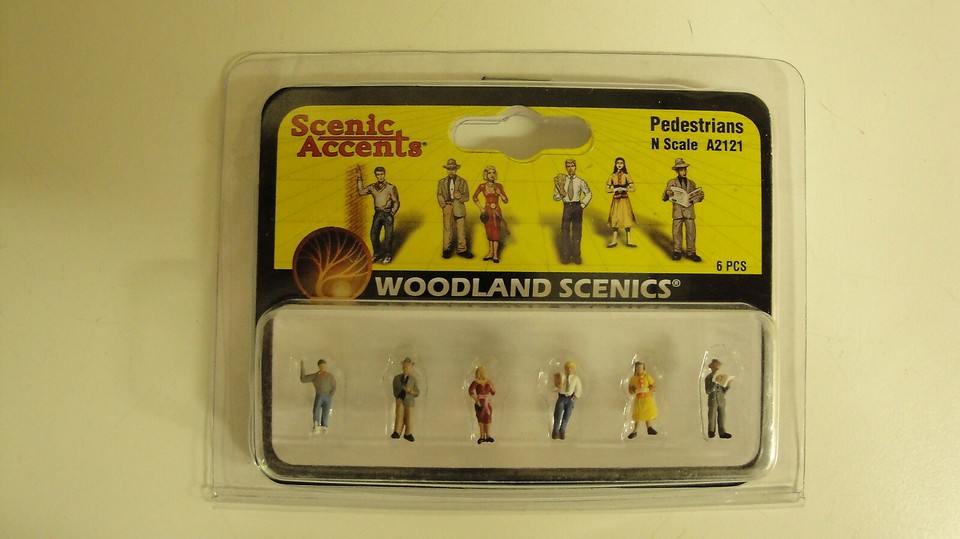 Scenic
Accents®
Pedestrians
N Scale A2121
6 PCS
WOODLAND SCENICS®